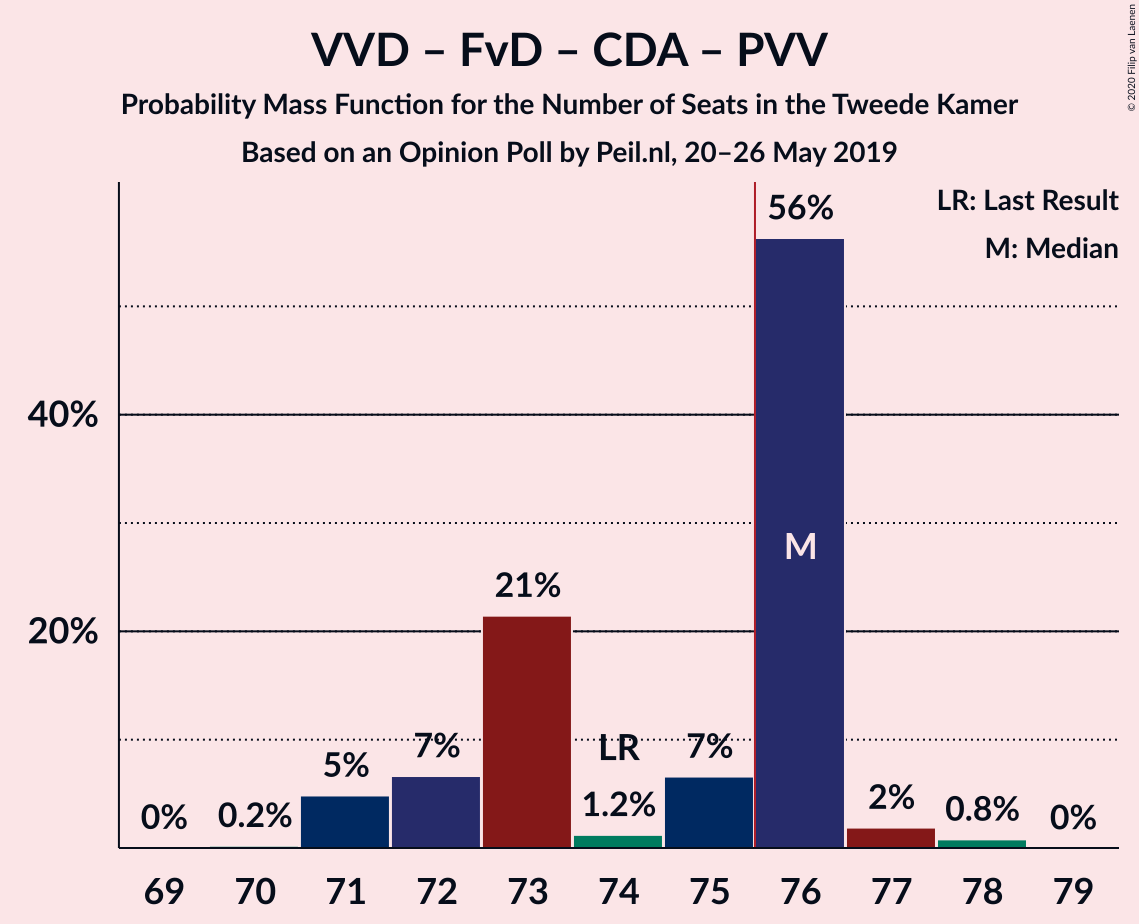 VVD – FvD – CDA – PVV
Probability Mass Function for the Number of Seats in the Tweede Kamer
Based on an Opinion Poll by Peil.nl, 20–26 May 2019
© 2020 Filip van Laenen
LR: Last Result
M: Median
56%
40%
M
21%
20%
7%
LR
7%
5%
2%
1.2%
0.8%
0%
0.2%
0%
69 70 71 72 73 74 75 76 77 78 79